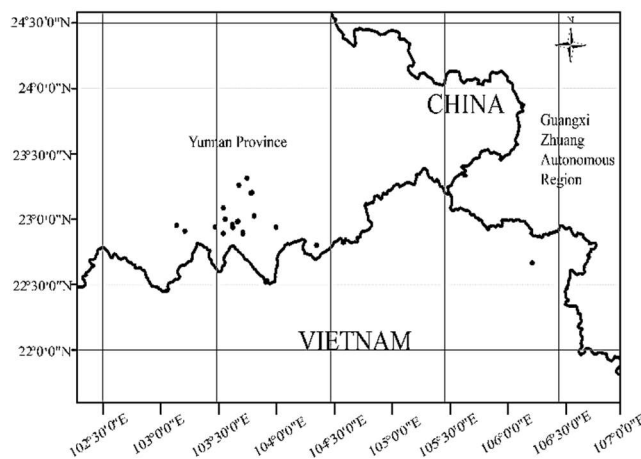 24°30'0"N
N
24°0'0"N
CHINA
Guangxi
Zhuang
Autonomous
Region
Yunnan Province
23°30'0"N
23°0'0"N
22°30'0"N
22°0'0"N
VIETNAM
102°30'0"E
103°0'0"E
103°30'0"E
104°0'0"E
104°30'0"E
105°0'0"E
105°30'0"E
106°0'0"E
106°30'0"E
107°0'0"E